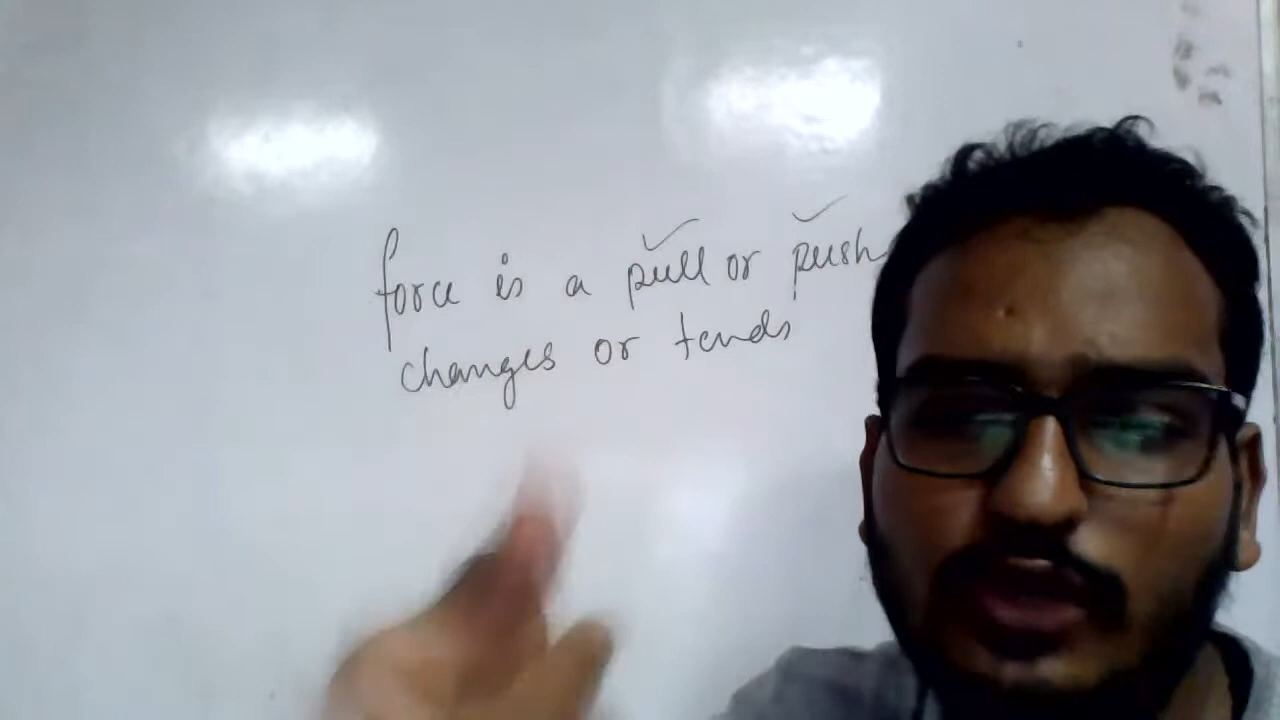 force is a pull or push
changes or tends